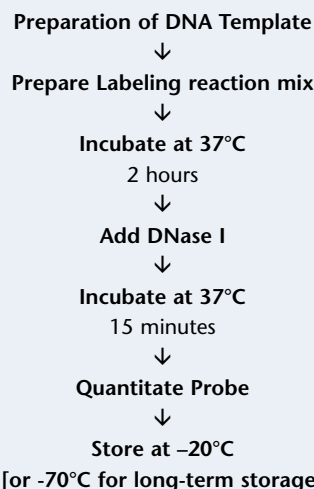 Preparation of DNA Template
↓
Prepare Labeling reaction mix
↓
Incubate at 37°C
2 hours
↓
Add DNase I
↓
Incubate at 37°C
15 minutes
↓
Quantitate Probe
↓
Store at –20°C
[or -70°C for long-term storage